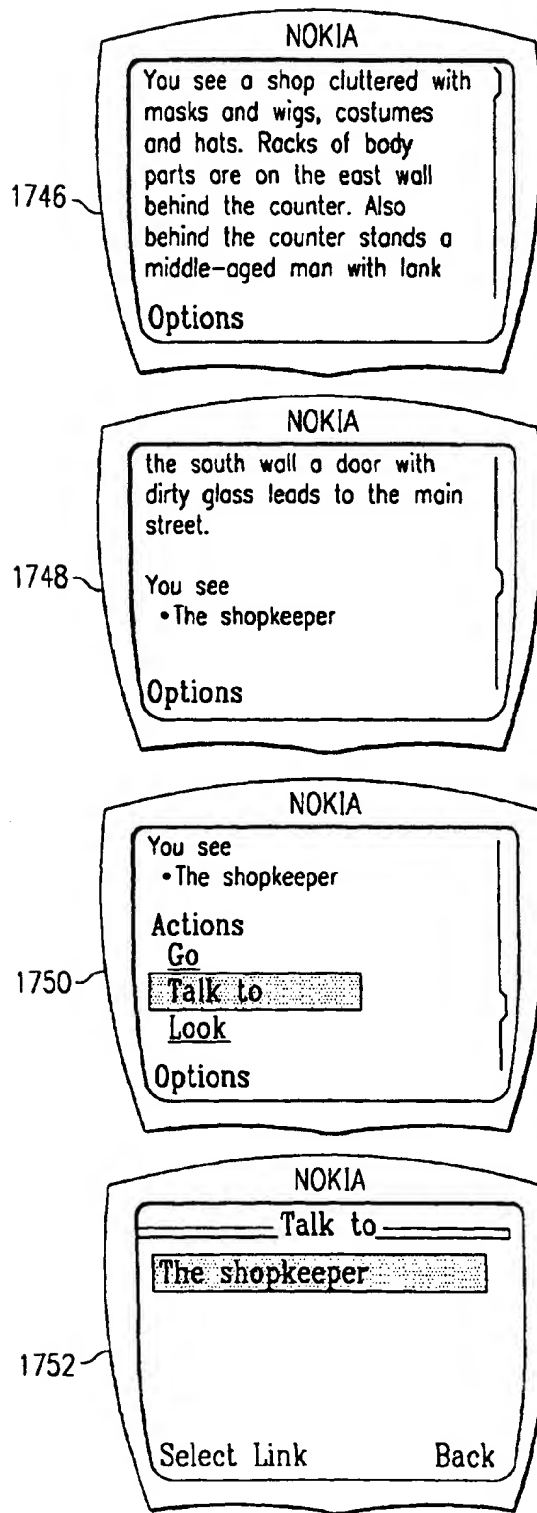 NOKIA
You see a shop cluttered with
masks and wigs, costumes
and hats. Racks of body
parts are on the east wall
behind the counter. Also
behind the counter stands a
middle-aged man with lank
Options
1746
NOKIA
the south wall a door with
dirty glass leads to the main
street.
You see
•The shopkeeper
Options
1748
NOKIA
You see
•The shopkeeper
Actions
Go
Talk to
Look
Options
1750
NOKIA
Talk to
The shopkeeper
Select Link Back
1752